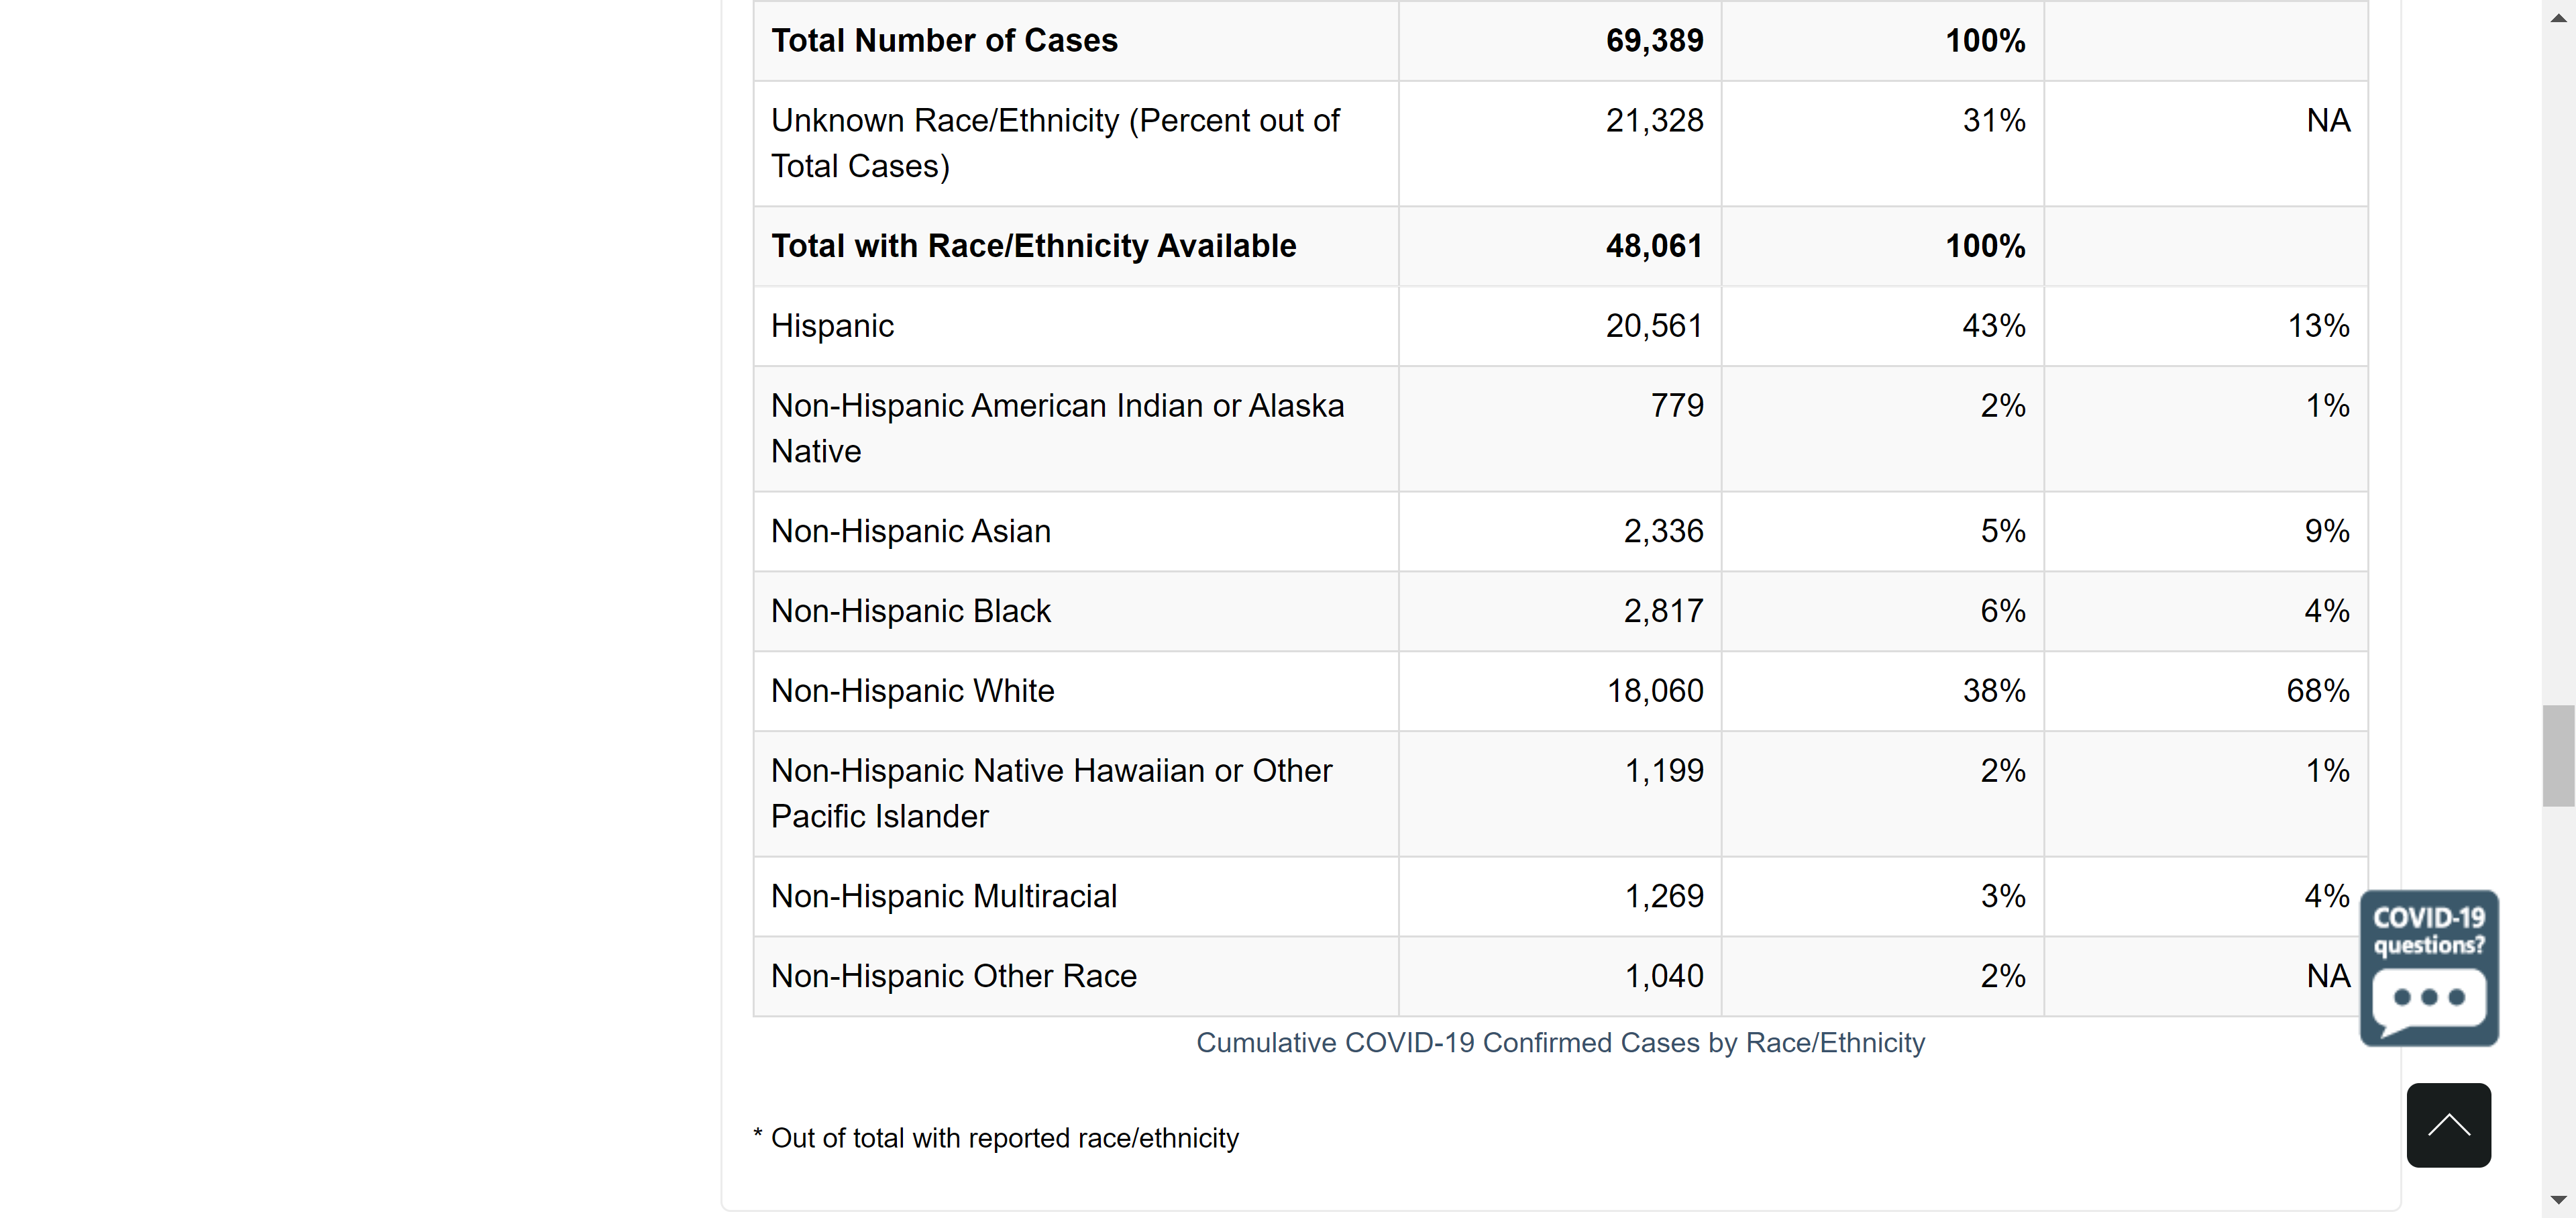 Total Number of Cases 69,389 100%
Unknown Race/Ethnicity (Percent out of 21,328 31% NA
Total Cases)
Total with Race/Ethnicity Available 48,061 100%
Hispanic 20,561 43% 13%
Non-Hispanic American Indian or Alaska 779 2% 1%
Native
Non-Hispanic Asian 2,336 5% 9%
Non-Hispanic Black 2,817 6% 4%
Non-Hispanic White 18,060 38% 68%
Non-Hispanic Native Hawaiian or Other 1,199 2% 1%
Pacific Islander
Non-Hispanic Multiracial 1,269 3% 4%
Non-Hispanic Other Race 1,040 2% NA
COVID-19
questions?
Cumulative COVID-19 Confirmed Cases by Race/Ethnicity
* Out of total with reported race/ethnicity